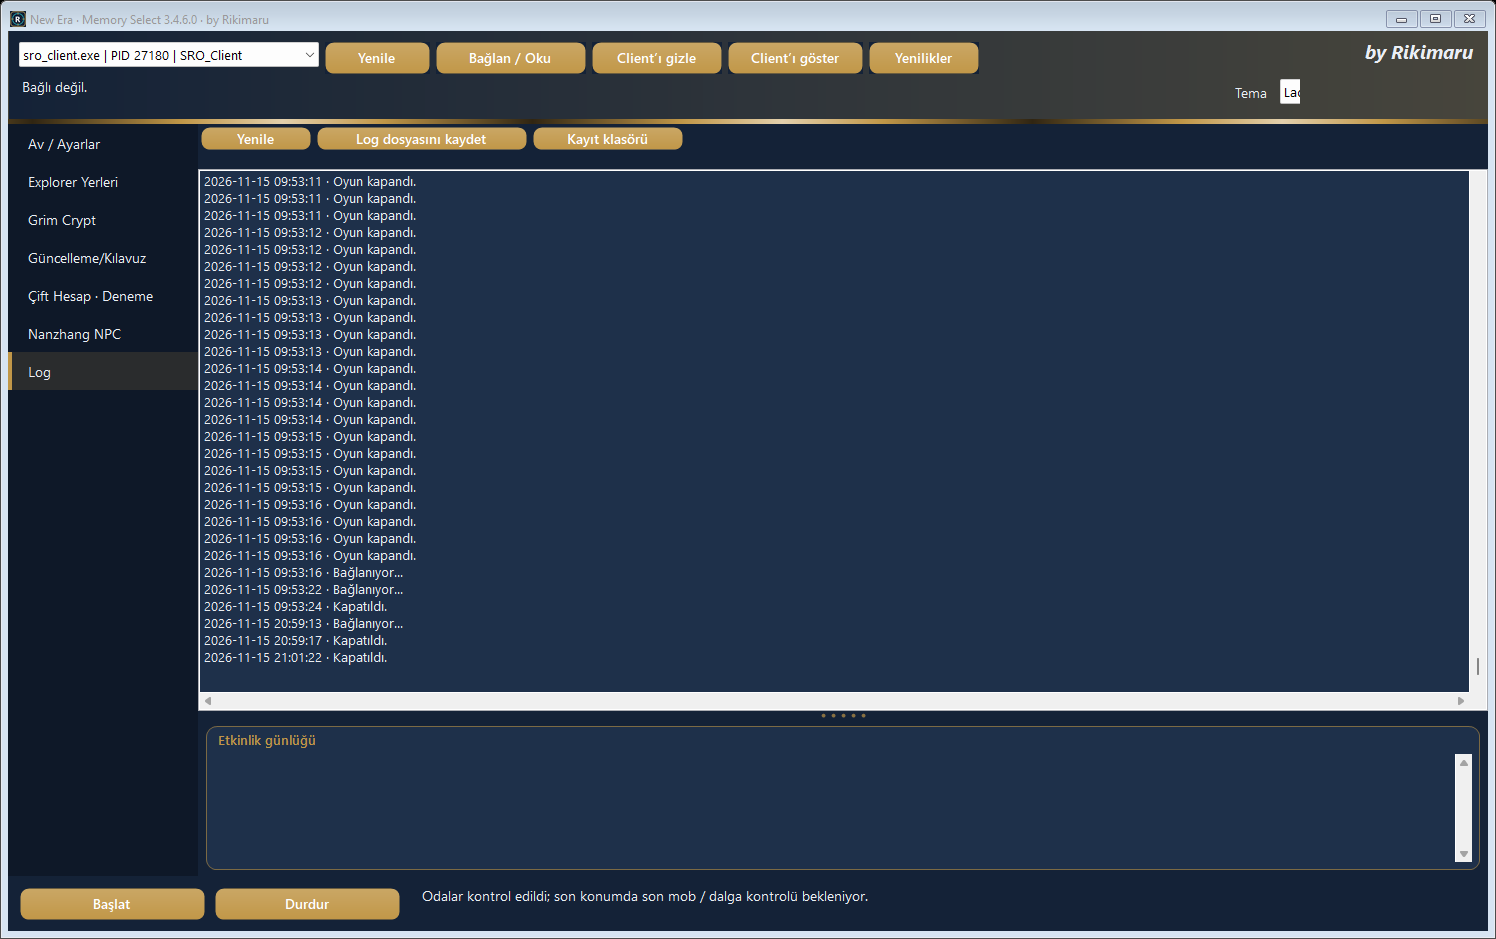 New Era · Memory Select 3.4.6.0 · by Rikimaru
sro_client.exe | PID 27180 | SRO_Client
Yenile
Bağlan / Oku
Client'ı gizle
Client'ı göster
Yenilikler
by Rikimaru
Bağlı değil.
Tema
Lac
Av / Ayarlar
Explorer Yerleri
Grim Crypt
Güncelleme/Kılavuz
Çift Hesap · Deneme
Nanzhang NPC
Log
Yenile
Log dosyasını kaydet
Kayıt klasörü
2026-11-15 09:53:11 · Oyun kapandı.
2026-11-15 09:53:11 · Oyun kapandı.
2026-11-15 09:53:11 · Oyun kapandı.
2026-11-15 09:53:12 · Oyun kapandı.
2026-11-15 09:53:12 · Oyun kapandı.
2026-11-15 09:53:12 · Oyun kapandı.
2026-11-15 09:53:12 · Oyun kapandı.
2026-11-15 09:53:13 · Oyun kapandı.
2026-11-15 09:53:13 · Oyun kapandı.
2026-11-15 09:53:13 · Oyun kapandı.
2026-11-15 09:53:13 · Oyun kapandı.
2026-11-15 09:53:14 · Oyun kapandı.
2026-11-15 09:53:14 · Oyun kapandı.
2026-11-15 09:53:14 · Oyun kapandı.
2026-11-15 09:53:14 · Oyun kapandı.
2026-11-15 09:53:15 · Oyun kapandı.
2026-11-15 09:53:15 · Oyun kapandı.
2026-11-15 09:53:15 · Oyun kapandı.
2026-11-15 09:53:15 · Oyun kapandı.
2026-11-15 09:53:16 · Oyun kapandı.
2026-11-15 09:53:16 · Oyun kapandı.
2026-11-15 09:53:16 · Oyun kapandı.
2026-11-15 09:53:16 · Oyun kapandı.
2026-11-15 09:53:16 · Bağlanıyor...
2026-11-15 09:53:22 · Bağlanıyor...
2026-11-15 09:53:24 · Kapatıldı.
2026-11-15 20:59:13 · Bağlanıyor...
2026-11-15 20:59:17 · Kapatıldı.
2026-11-15 21:01:22 · Kapatıldı.
Etkinlik günlüğü
Başlat
Durdur
Odalar kontrol edildi; son konumda son mob / dalga kontrolü bekleniyor.